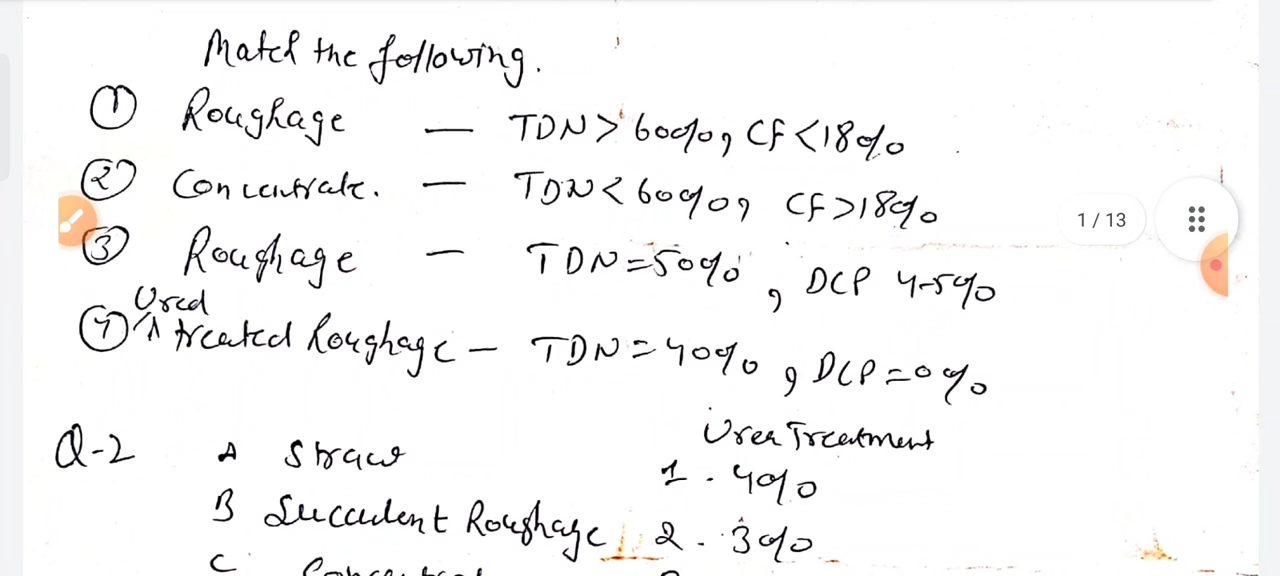 Match the following.
① Roughage — TDN > 60%, CF < 18%
② Concentrate. — TDN < 60%, CF > 18%
③ Roughage — TDN = 50%, DCP 4-5%
Urea
④ ^ treated Roughage — TDN = 40%, DCP = 0%
Urea Treatment
Q-2 A Straw 1. 4%
B Succulent Roughage 2. 3%
C
1 / 13